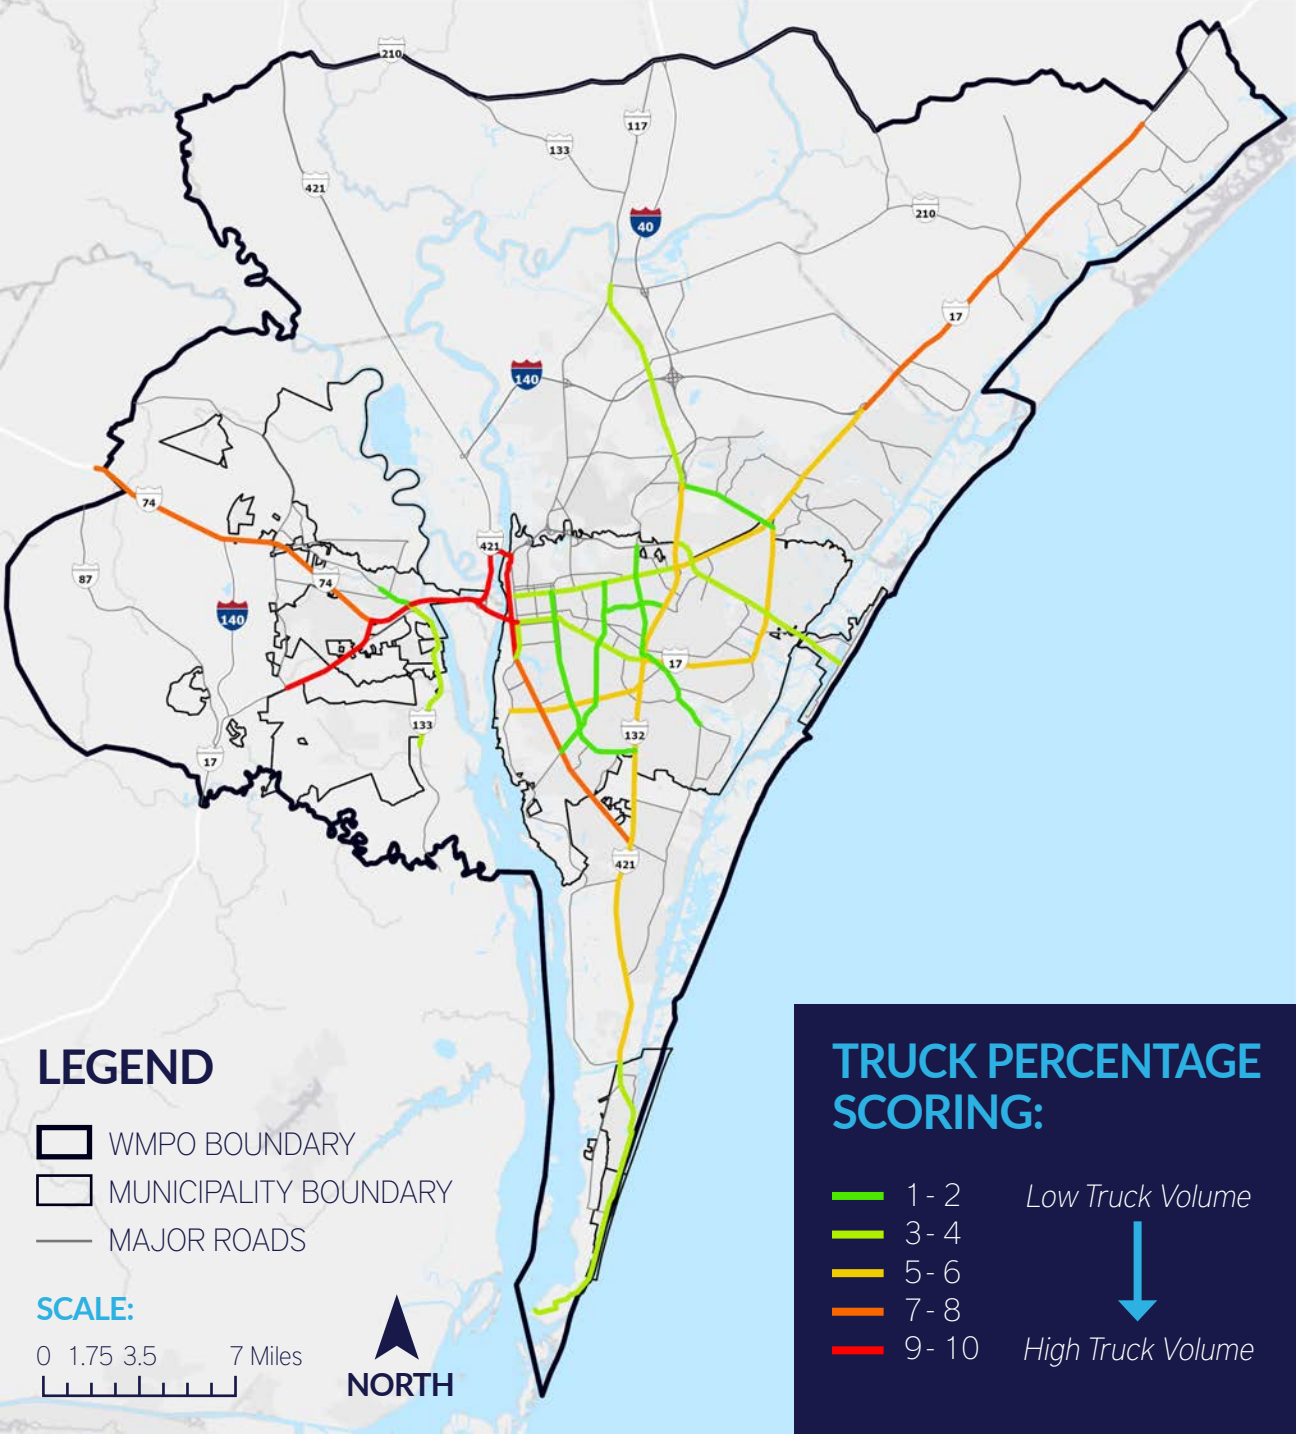 210
117
133
421
40
210
17
140
74
421
87
74
140
17
133
132
17
421
LEGEND
WMPO BOUNDARY
MUNICIPALITY BOUNDARY
MAJOR ROADS
SCALE:
0 1.75 3.5 7 Miles
NORTH
TRUCK PERCENTAGE
SCORING:
1 - 2 Low Truck Volume
3 - 4
5 - 6
7 - 8
9 - 10 High Truck Volume